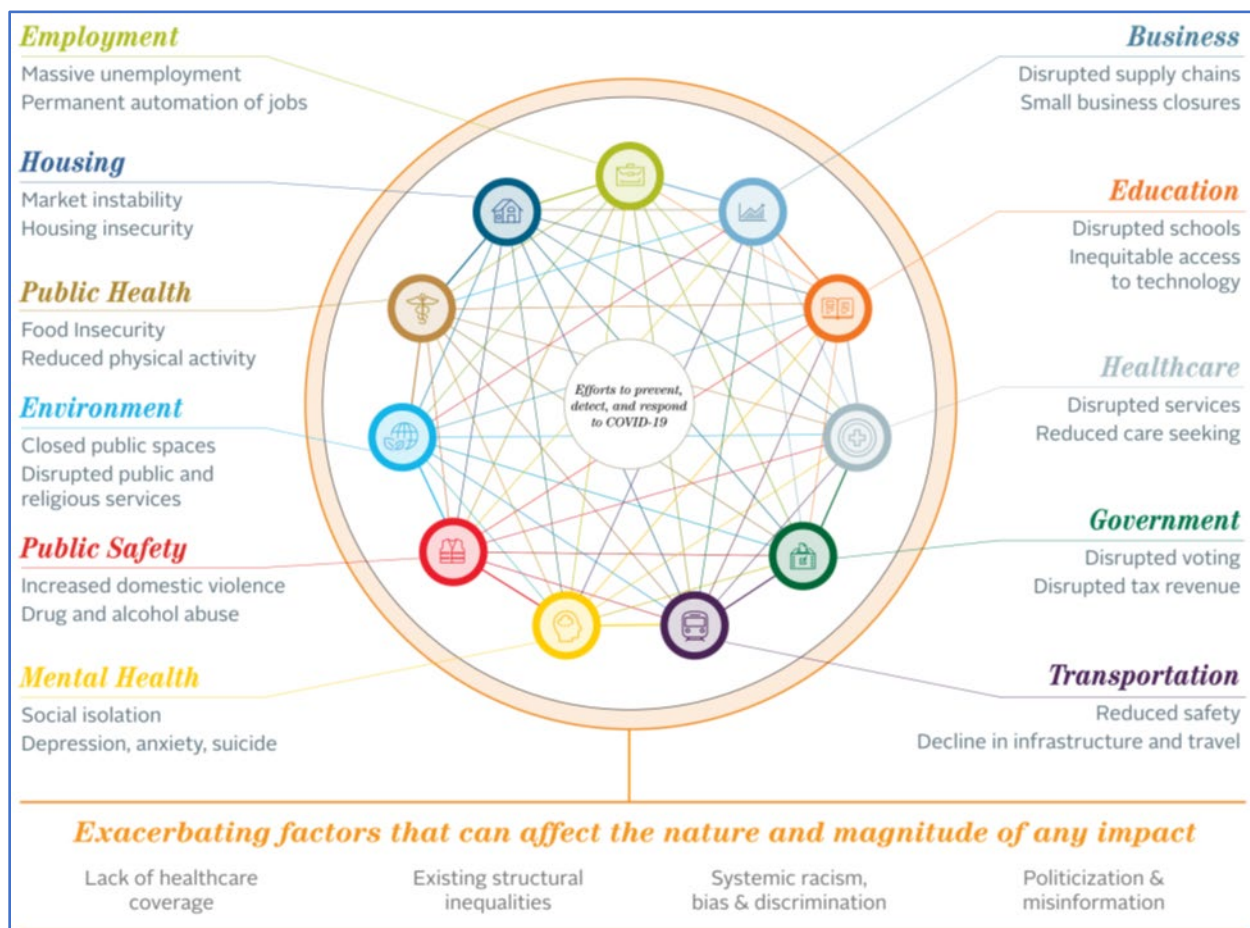 Employment
Massive unemployment
Permanent automation of jobs
Housing
Market instability
Housing insecurity
Public Health
Food Insecurity
Reduced physical activity
Environment
Closed public spaces
Disrupted public and
religious services
Public Safety
Increased domestic violence
Drug and alcohol abuse
Mental Health
Social isolation
Depression, anxiety, suicide
Efforts to prevent,
detect, and respond
to COVID-19
Business
Disrupted supply chains
Small business closures
Education
Disrupted schools
Inequitable access
to technology
Healthcare
Disrupted services
Reduced care seeking
Government
Disrupted voting
Disrupted tax revenue
Transportation
Reduced safety
Decline in infrastructure and travel
Exacerbating factors that can affect the nature and magnitude of any impact
Lack of healthcare
coverage
Existing structural
inequalities
Systemic racism,
bias & discrimination
Politicization &
misinformation